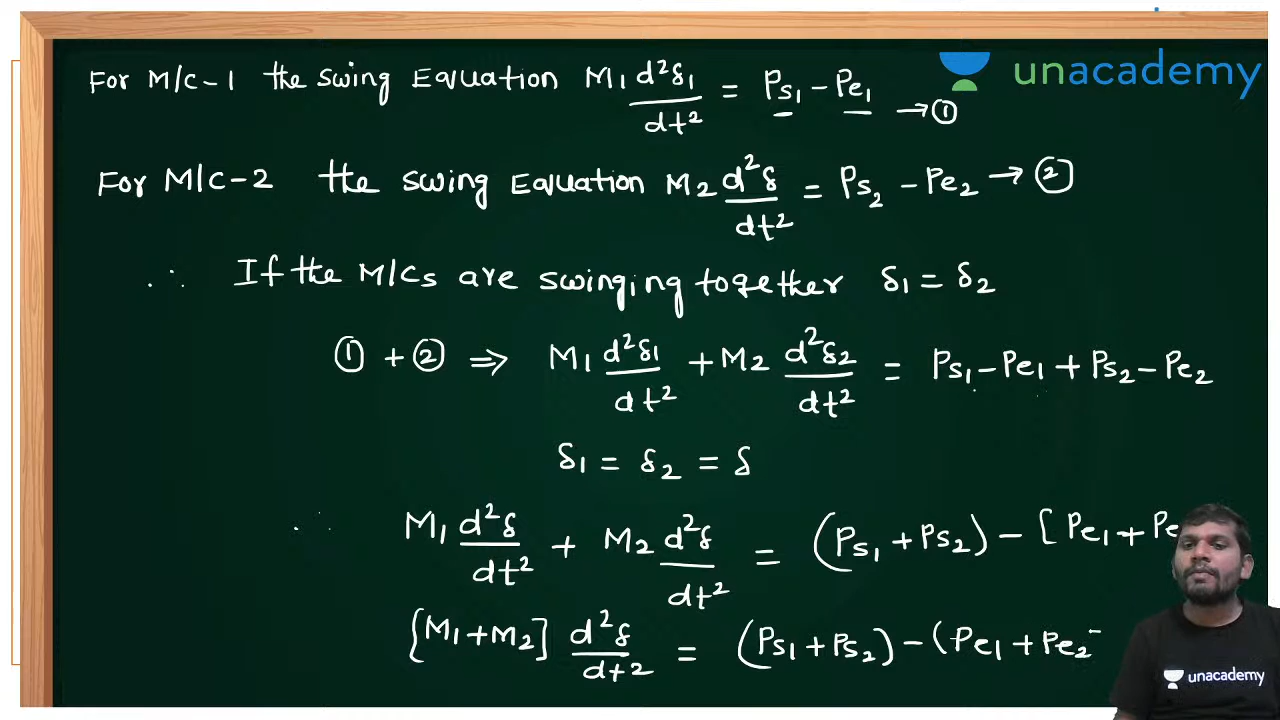 For M/C-1 the swing Equation M₁ d²δ₁/dt² = Ps₁ - Pe₁ → ①
unacademy
For M/C-2 the swing Equation M₂ d²δ/dt² = Ps₂ - Pe₂ → ②
∴ If the M/Cs are swinging together δ₁ = δ₂
① + ② ⇒ M₁ d²δ₁/dt² + M₂ d²δ₂/dt² = Ps₁ - Pe₁ + Ps₂ - Pe₂
δ₁ = δ₂ = δ
∴ M₁ d²δ/dt² + M₂ d²δ/dt² = (Ps₁ + Ps₂) - [Pe₁ + Pe
[M₁ + M₂] d²δ/dt² = (Ps₁ + Ps₂) - (Pe₁ + Pe₂
unacademy